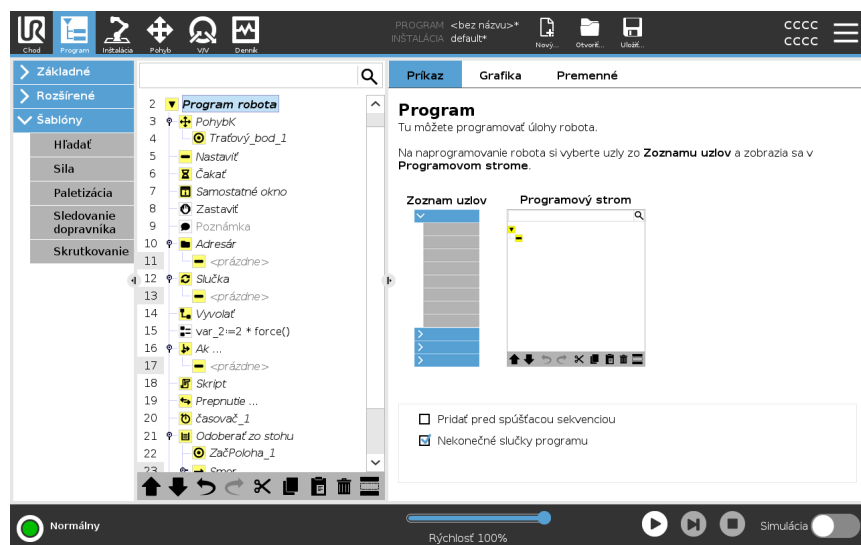 PROGRAM <bez názvu>*
INŠTALÁCIA default*
Chod
Program
Inštalácia
Pohyb
V/V
Denník
Nový...
Otvoriť...
Uložiť...
cccc
cccc
Základné
Rozšírené
Šablóny
Hľadať
Sila
Paletizácia
Sledovanie
dopravníka
Skrutkovanie
2 Program robota
3 PohybK
4 Traťový_bod_1
5 Nastaviť
6 Čakať
7 Samostatné okno
8 Zastaviť
9 Poznámka
10 Adresár
11 <prázdne>
12 Slučka
13 <prázdne>
14 Vyvolať
15 var_2:=2 * force()
16 Ak ...
17 <prázdne>
18 Skript
19 Prepnutie ...
20 časovač_1
21 Odoberať zo stohu
22 ZačPoloha_1
23 Smer
Príkaz
Grafika
Premenné
Program
Tu môžete programovať úlohy robota.
Na naprogramovanie robota si vyberte uzly zo Zoznamu uzlov a zobrazia sa v
Programovom strome.
Zoznam uzlov
Programový strom
Pridať pred spúšťacou sekvenciou
Nekonečné slučky programu
Normálny
Rýchlosť 100%
Simulácia